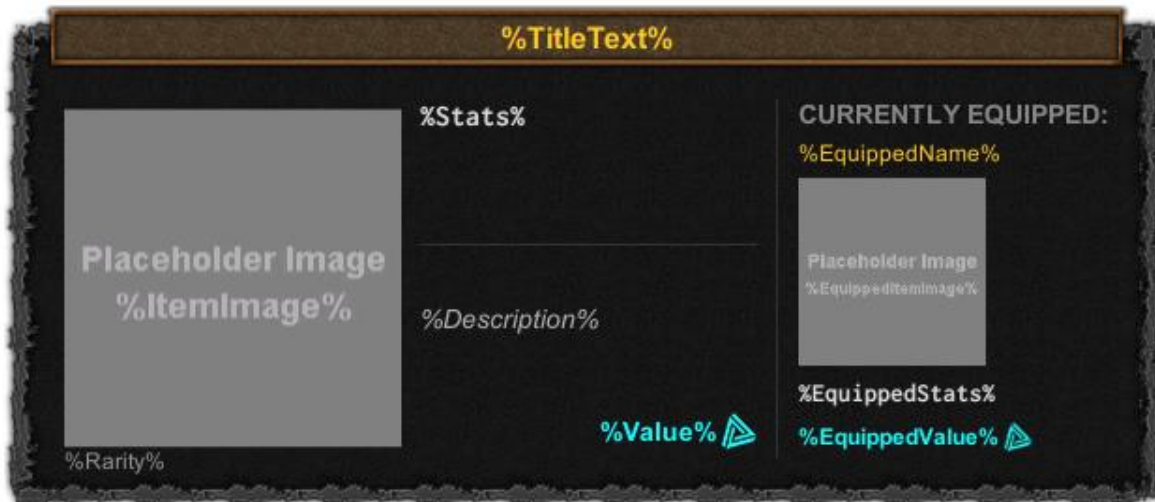 %TitleText%
Placeholder Image
%ItemImage%
%Rarity%
%Stats%
%Description%
%Value%
CURRENTLY EQUIPPED:
%EquippedName%
Placeholder Image
%EquippedItemImage%
%EquippedStats%
%EquippedValue%